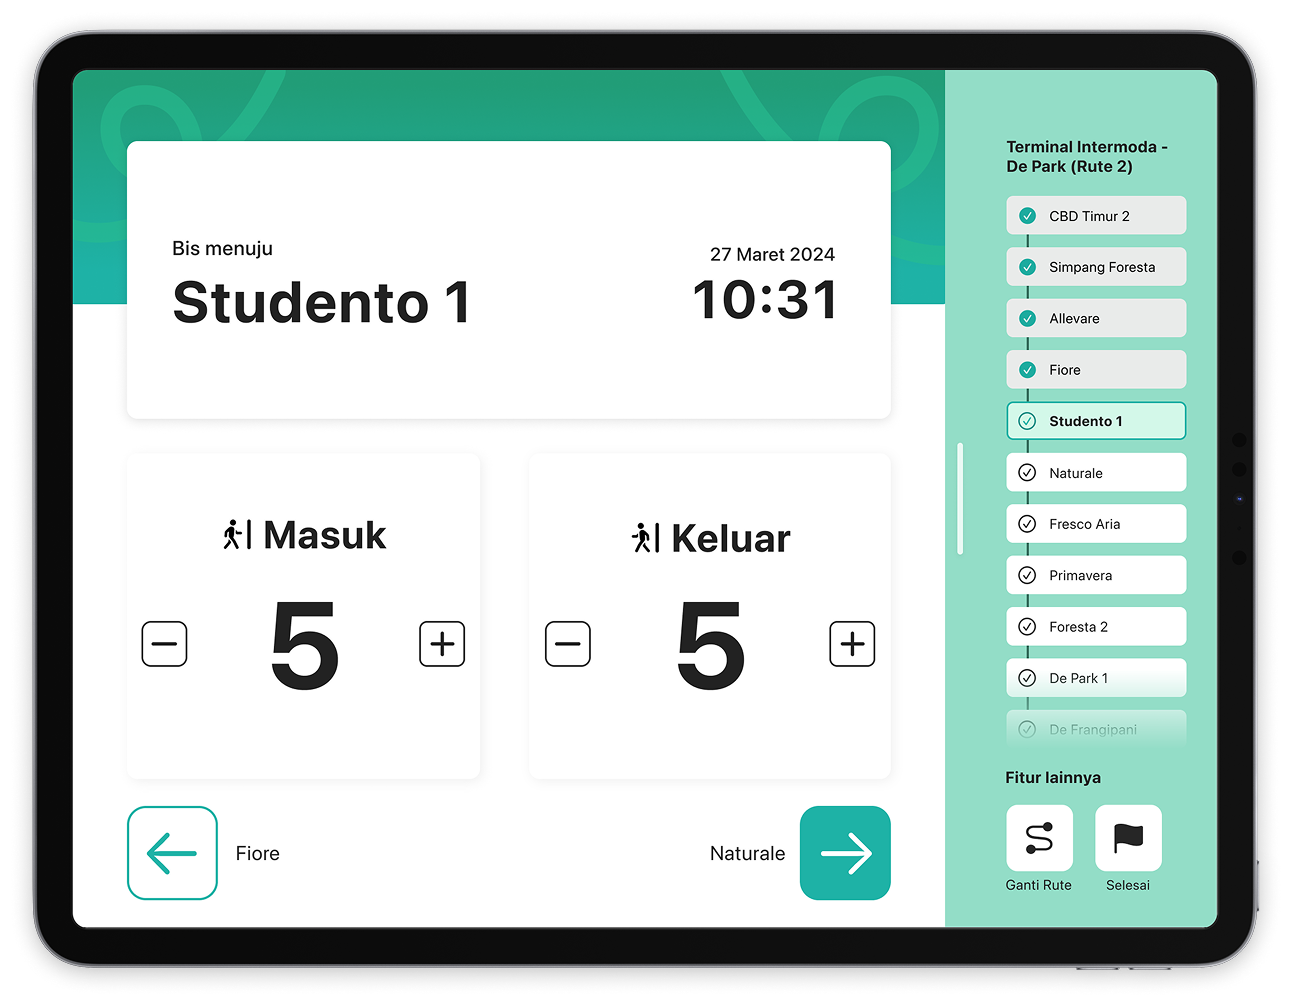 Bis menuju
Studento 1
27 Maret 2024
10:31
Masuk
5
Keluar
5
Fiore
Naturale
Terminal Intermoda -
De Park (Rute 2)
CBD Timur 2
Simpang Foresta
Allevare
Fiore
Studento 1
Naturale
Fresco Aria
Primavera
Foresta 2
De Park 1
De Frangipani
Fitur lainnya
Ganti Rute
Selesai